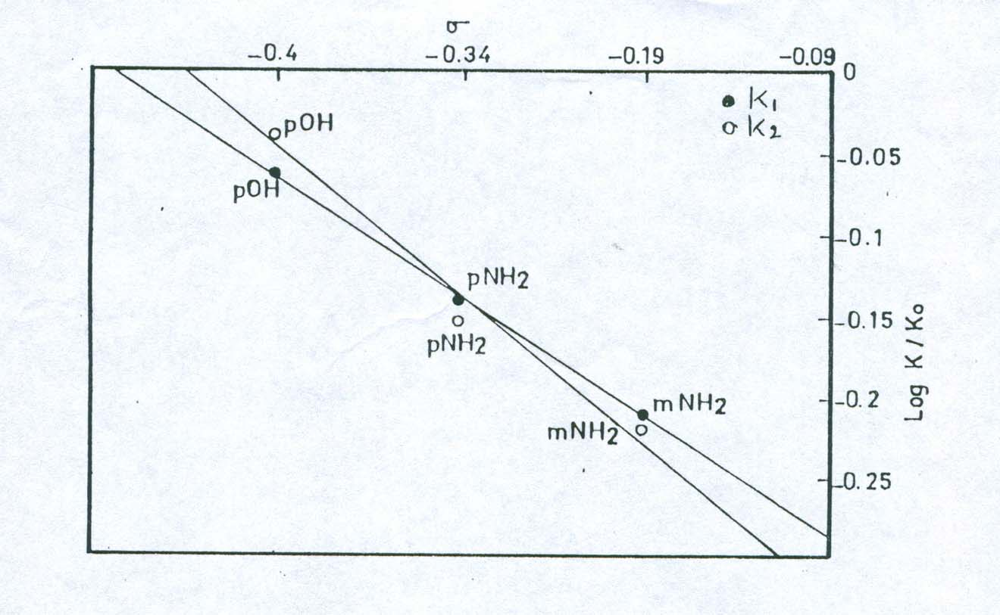 σ
-0.4 -0.34 -0.19 -0.09
0
K1
K2
pOH
pOH
-0.05
-0.1
pNH2
pNH2
-0.15
Log K / Ko
-0.2
mNH2
mNH2
-0.25